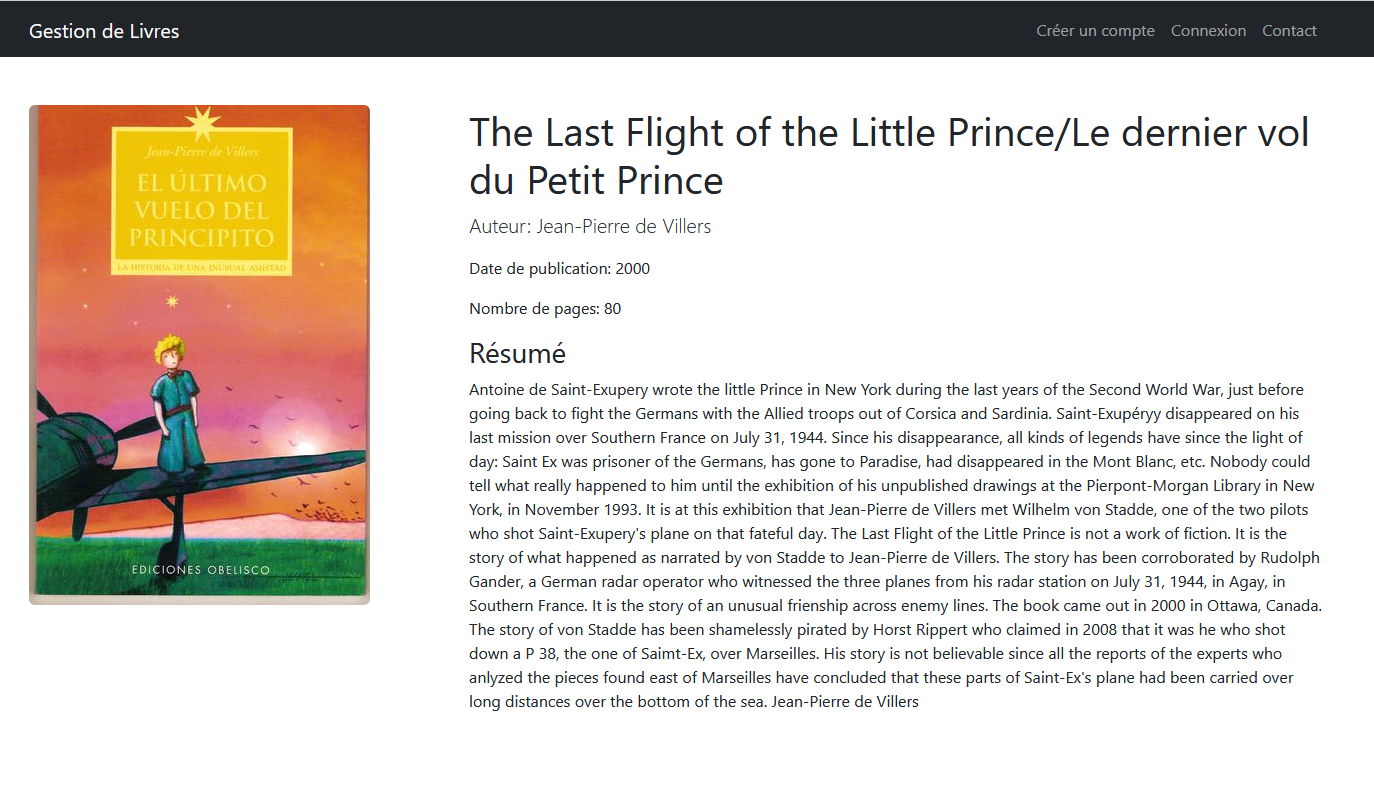 Gestion de Livres
Créer un compte Connexion Contact
Jean-Pierre de Villers
EL ÚLTIMO
VUELO DEL
PRINCIPITO
LA HISTORIA DE UNA INUSUAL AMISTAD
EDICIONES OBELISCO
The Last Flight of the Little Prince/Le dernier vol
du Petit Prince
Auteur: Jean-Pierre de Villers
Date de publication: 2000
Nombre de pages: 80
Résumé
Antoine de Saint-Exupery wrote the little Prince in New York during the last years of the Second World War, just before
going back to fight the Germans with the Allied troops out of Corsica and Sardinia. Saint-Exupéryy disappeared on his
last mission over Southern France on July 31, 1944. Since his disappearance, all kinds of legends have since the light of
day: Saint Ex was prisoner of the Germans, has gone to Paradise, had disappeared in the Mont Blanc, etc. Nobody could
tell what really happened to him until the exhibition of his unpublished drawings at the Pierpont-Morgan Library in New
York, in November 1993. It is at this exhibition that Jean-Pierre de Villers met Wilhelm von Stadde, one of the two pilots
who shot Saint-Exupery's plane on that fateful day. The Last Flight of the Little Prince is not a work of fiction. It is the
story of what happened as narrated by von Stadde to Jean-Pierre de Villers. The story has been corroborated by Rudolph
Gander, a German radar operator who witnessed the three planes from his radar station on July 31, 1944, in Agay, in
Southern France. It is the story of an unusual frienship across enemy lines. The book came out in 2000 in Ottawa, Canada.
The story of von Stadde has been shamelessly pirated by Horst Rippert who claimed in 2008 that it was he who shot
down a P 38, the one of Saimt-Ex, over Marseilles. His story is not believable since all the reports of the experts who
anlyzed the pieces found east of Marseilles have concluded that these parts of Saint-Ex's plane had been carried over
long distances over the bottom of the sea. Jean-Pierre de Villers